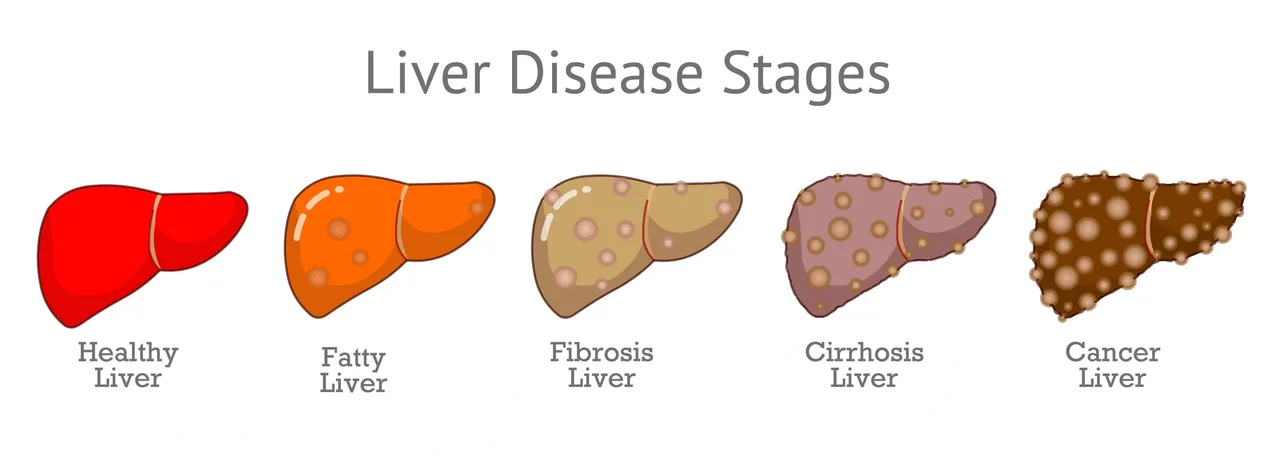 Liver Disease Stages
Healthy
Liver
Fatty
Liver
Fibrosis
Liver
Cirrhosis
Liver
Cancer
Liver